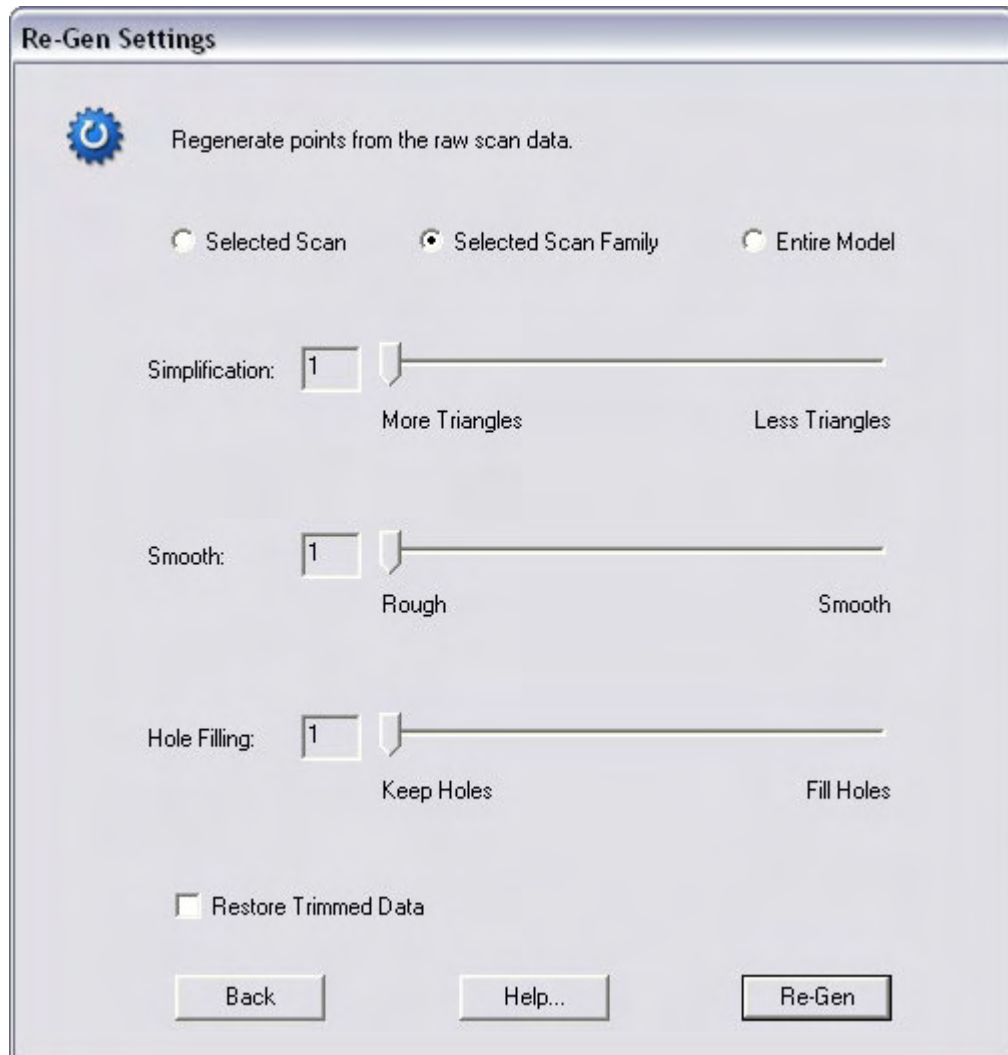 Re-Gen Settings
Regenerate points from the raw scan data.
Selected Scan Selected Scan Family Entire Model
Simplification: 1
More Triangles Less Triangles
Smooth: 1
Rough Smooth
Hole Filling: 1
Keep Holes Fill Holes
Restore Trimmed Data
Back Help... Re-Gen